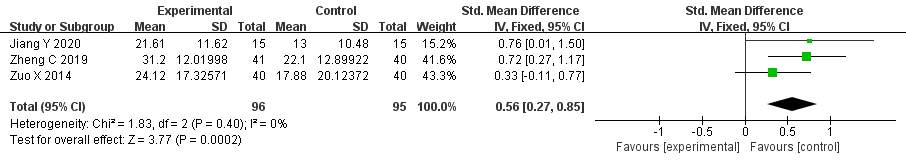 Experimental Control Std. Mean Difference Std. Mean Difference
Study or Subgroup Mean SD Total Mean SD Total Weight IV, Fixed, 95% CI IV, Fixed, 95% CI
Jiang Y 2020 21.61 11.62 15 13 10.48 15 15.2% 0.76 [0.01, 1.50]
Zheng C 2019 31.2 12.01998 41 22.1 12.89922 40 41.6% 0.72 [0.27, 1.17]
Zuo X 2014 24.12 17.32571 40 17.88 20.12372 40 43.3% 0.33 [-0.11, 0.77]
Total (95% CI) 96 95 100.0% 0.56 [0.27, 0.85]
Heterogeneity: Chi² = 1.83, df = 2 (P = 0.40); I² = 0%
Test for overall effect: Z = 3.77 (P = 0.0002)
-1 -0.5 0 0.5 1
Favours [experimental] Favours [control]